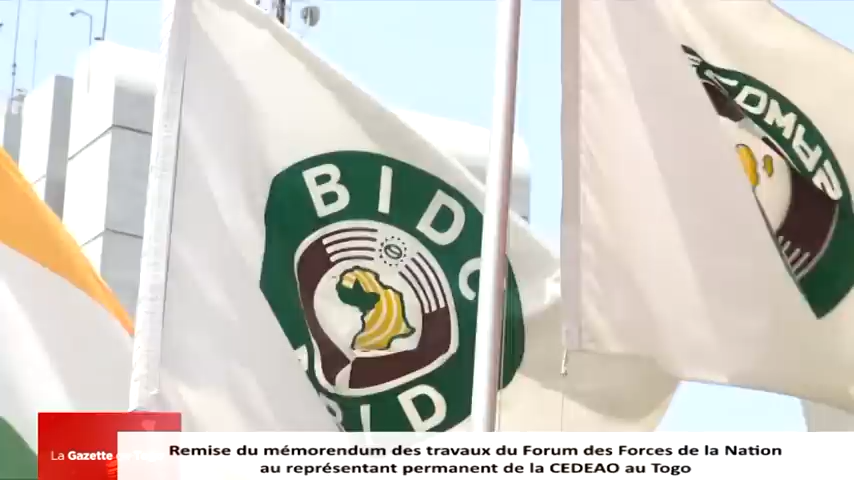 BIDC
BID
La Gazette
Remise du mémorendum des travaux du Forum des Forces de la Nation
au représentant permanent de la CEDEAO au Togo